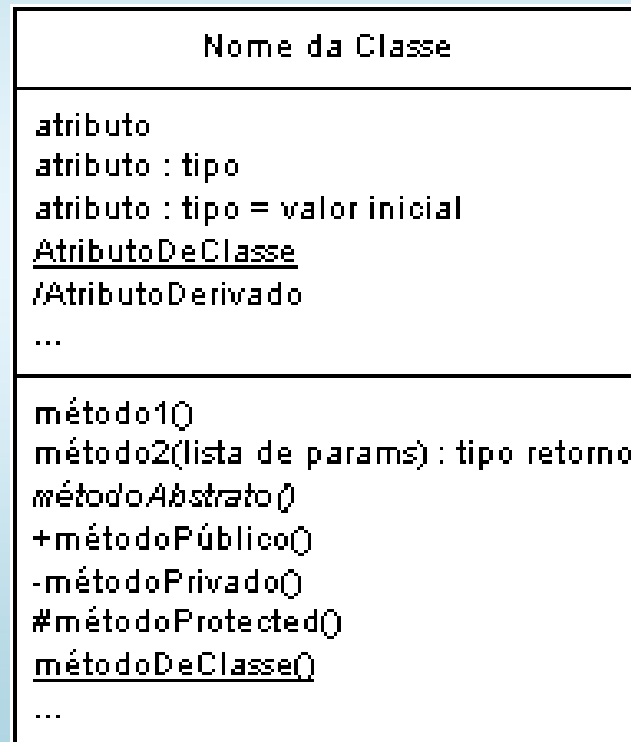 Nome da Classe
atributo
atributo : tipo
atributo : tipo = valor inicial
AtributoDeClasse
/AtributoDerivado
...
método1()
método2(lista de params) : tipo retorno
métodoAbstrato()
+métodoPúblico()
-métodoPrivado()
#métodoProtected()
métodoDeClasse()
...